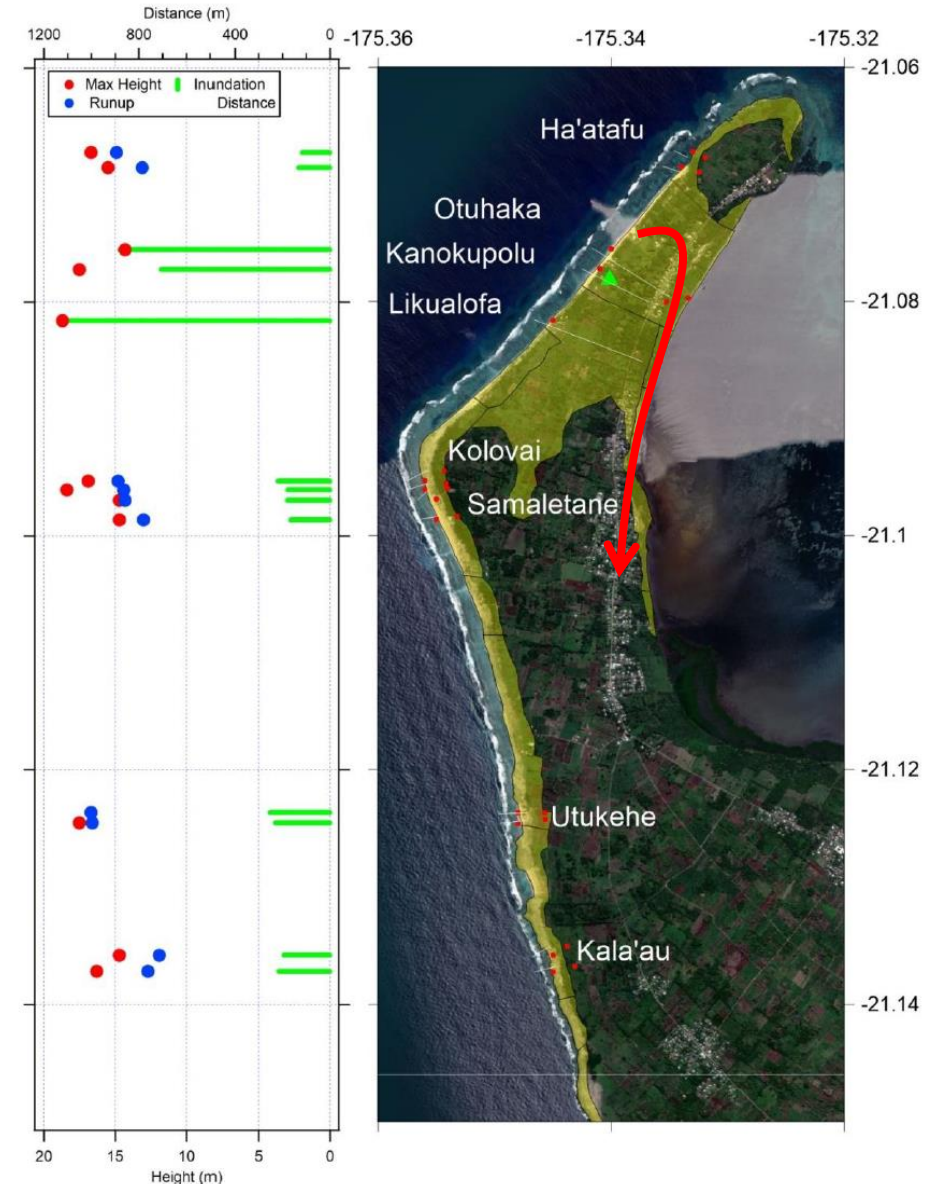 Distance (m)
1200 800 400 0
Max Height Inundation
Runup Distance
20 15 10 5 0
Height (m)
-175.36 -175.34 -175.32
-21.06
-21.08
-21.1
-21.12
-21.14
Ha'atafu
Otuhaka
Kanokupolu
Likualofa
Kolovai
Samaletane
Utukehe
Kala'au